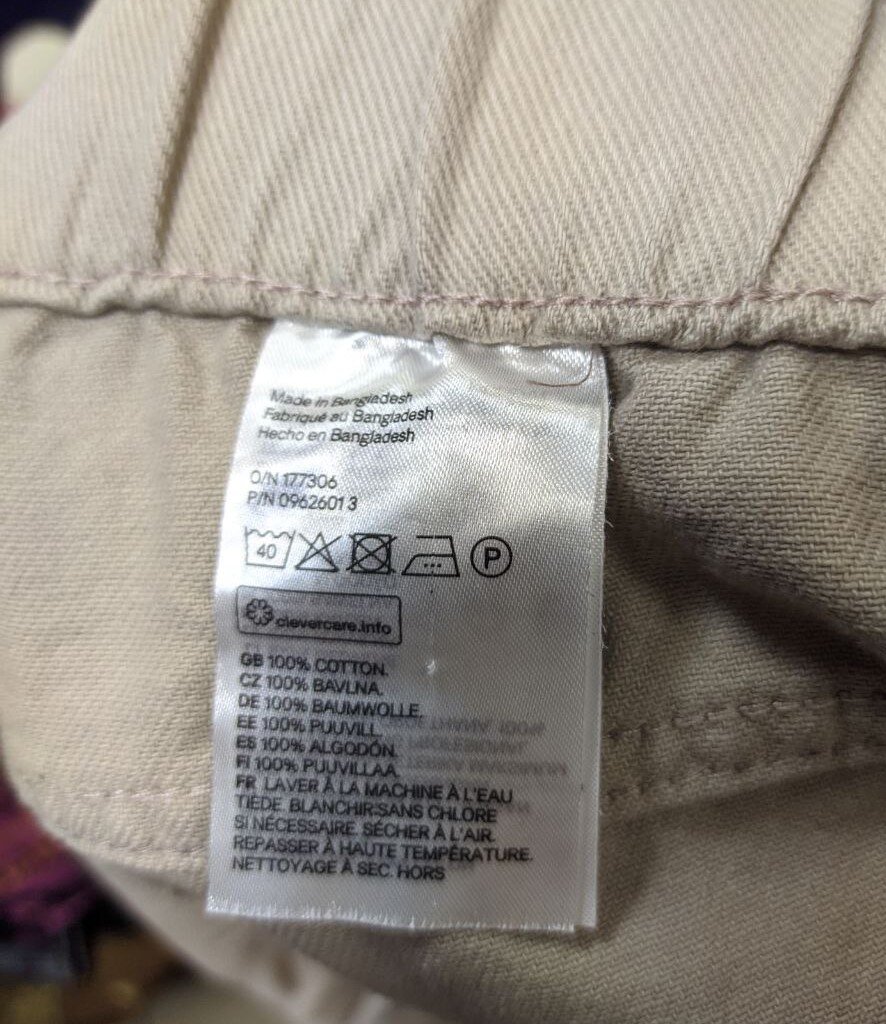 Made in Bangladesh
Fabriqué au Bangladesh
Hecho en Bangladesh
O/N 177306
P/N 0962601 3
40
P
clevercare.info
GB 100% COTTON.
CZ 100% BAVLNA.
DE 100% BAUMWOLLE.
EE 100% PUUVILL.
ES 100% ALGODÓN.
FI 100% PUUVILLAA.
FR LAVER À LA MACHINE À L'EAU
TIEDE. BLANCHIR:SANS CHLORE
SI NÉCESSAIRE. SÉCHER À L'AIR.
REPASSER À HAUTE TEMPÉRATURE.
NETTOYAGE À SEC. HORS